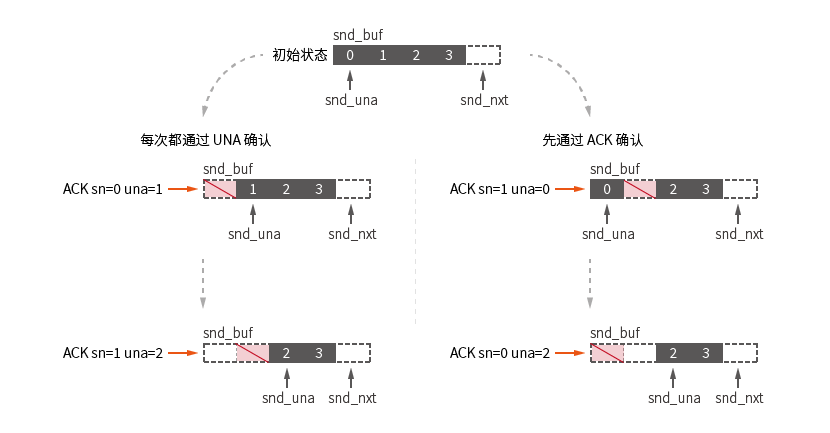 snd_buf
初始状态 0 1 2 3
snd_una snd_nxt
每次都通过 UNA 确认
snd_buf
ACK sn=0 una=1 1 2 3
snd_una snd_nxt
snd_buf
ACK sn=1 una=2 2 3
snd_una snd_nxt
先通过 ACK 确认
snd_buf
ACK sn=1 una=0 0 2 3
snd_una snd_nxt
snd_buf
ACK sn=0 una=2 2 3
snd_una snd_nxt